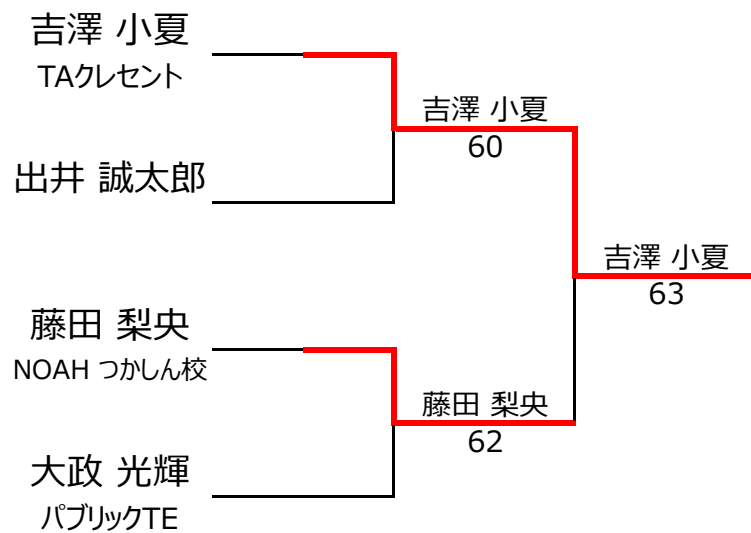 吉澤 小夏
TAクレセント
吉澤 小夏
60
出井 誠太郎
吉澤 小夏
63
藤田 梨央
NOAH つかしん校
藤田 梨央
62
大政 光輝
パブリックTE